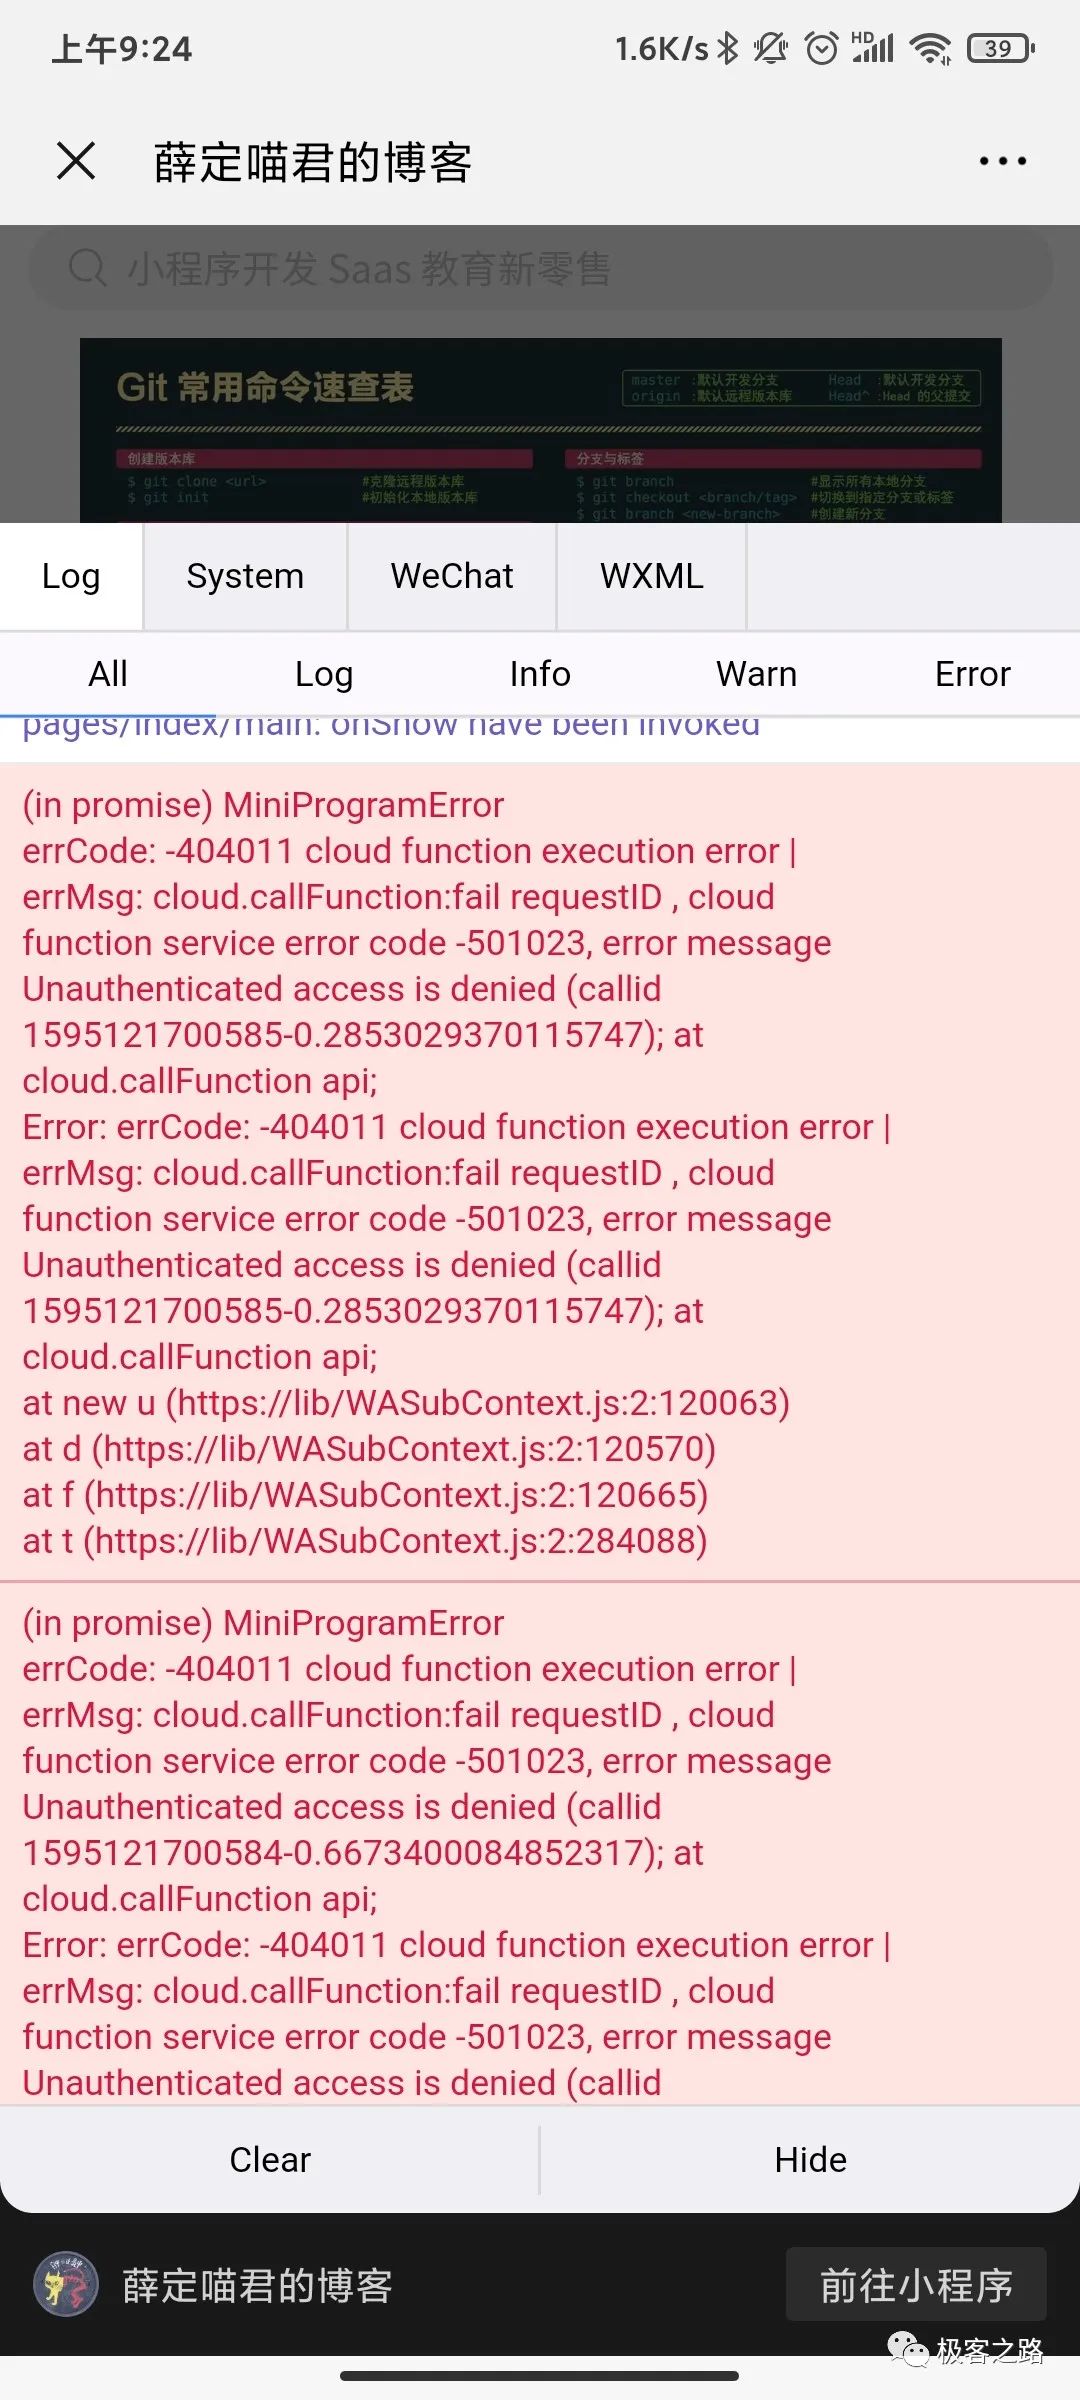 上午9:24
1.6K/s HD 39
薛定喵君的博客
小程序开发 Saas 教育新零售
Git 常用命令速查表
master :默认开发分支 Head :默认开发分支
origin :默认远程版本库 Head^ :Head 的父提交
创建版本库
$ git clone <url> #克隆远程版本库
$ git init #初始化本地版本库
分支与标签
$ git branch #显示所有本地分支
$ git checkout <branch/tag> #切换到指定分支或标签
$ git branch <new-branch> #创建新分支
Log System WeChat WXML
All Log Info Warn Error
pages/index/main: onShow have been invoked
(in promise) MiniProgramError
errCode: -404011 cloud function execution error |
errMsg: cloud.callFunction:fail requestID , cloud
function service error code -501023, error message
Unauthenticated access is denied (callid
1595121700585-0.2853029370115747); at
cloud.callFunction api;
Error: errCode: -404011 cloud function execution error |
errMsg: cloud.callFunction:fail requestID , cloud
function service error code -501023, error message
Unauthenticated access is denied (callid
1595121700585-0.2853029370115747); at
cloud.callFunction api;
at new u (https://lib/WASubContext.js:2:120063)
at d (https://lib/WASubContext.js:2:120570)
at f (https://lib/WASubContext.js:2:120665)
at t (https://lib/WASubContext.js:2:284088)
(in promise) MiniProgramError
errCode: -404011 cloud function execution error |
errMsg: cloud.callFunction:fail requestID , cloud
function service error code -501023, error message
Unauthenticated access is denied (callid
1595121700584-0.6673400084852317); at
cloud.callFunction api;
Error: errCode: -404011 cloud function execution error |
errMsg: cloud.callFunction:fail requestID , cloud
function service error code -501023, error message
Unauthenticated access is denied (callid
Clear Hide
薛定喵君的博客 前往小程序
极客之路